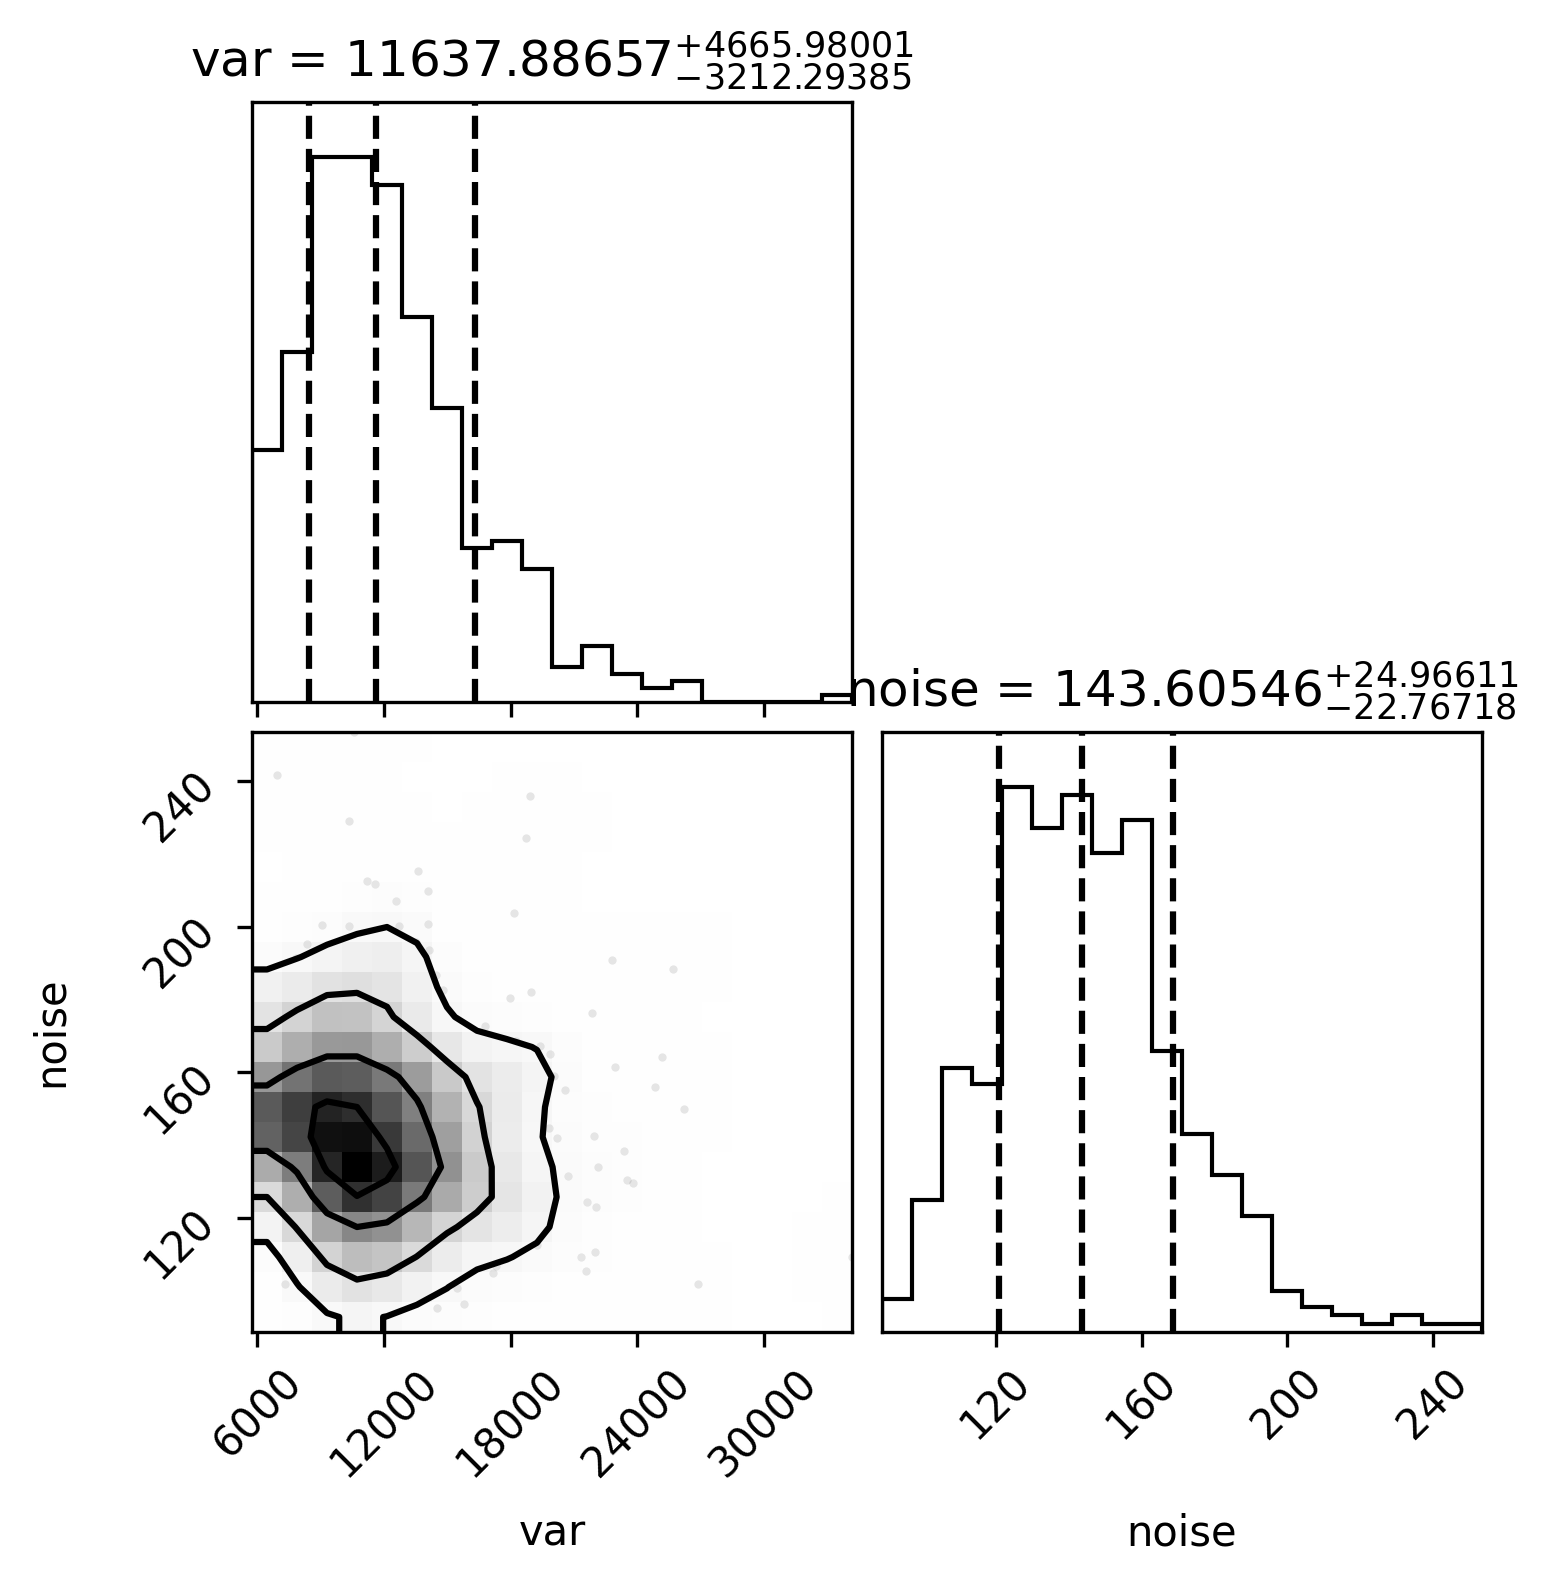 var = 11637.88657+4665.98001
−3212.29385
noise = 143.60546+24.96611
−22.76718
240
200
160
120
noise
6000 12000 18000 24000 30000
120 160 200 240
var
noise